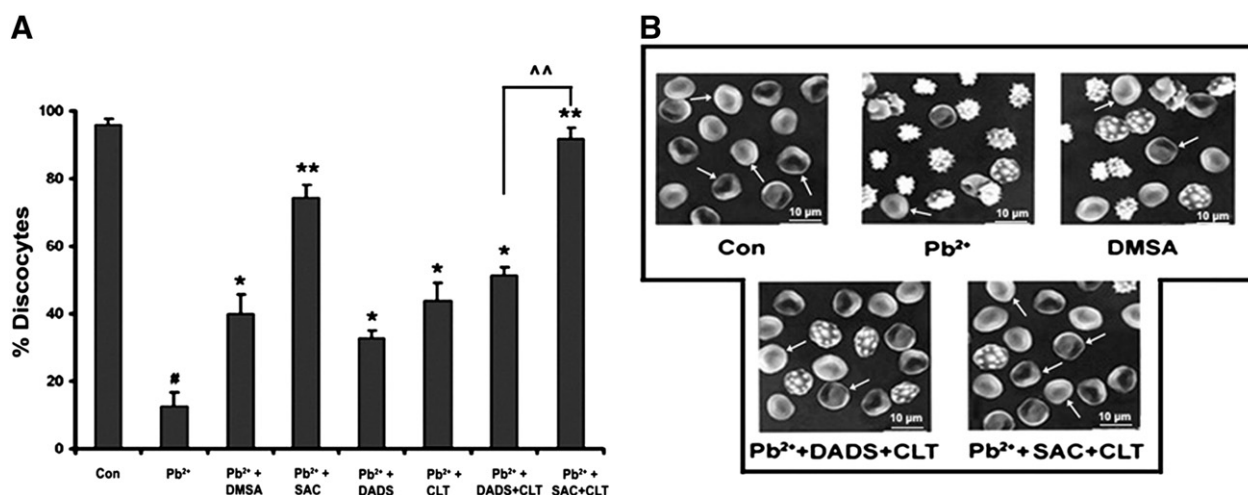 A
% Discocytes
100
80
60
40
20
0
#
*
**
*
*
*
^^
**
Con
Pb²⁺
Pb²⁺ +
DMSA
Pb²⁺ +
SAC
Pb²⁺ +
DADS
Pb²⁺ +
CLT
Pb²⁺ +
DADS+CLT
Pb²⁺ +
SAC+CLT
B
10 µm
10 µm
10 µm
Con
Pb²⁺
DMSA
10 µm
10 µm
Pb²⁺+DADS+CLT
Pb²⁺+SAC+CLT